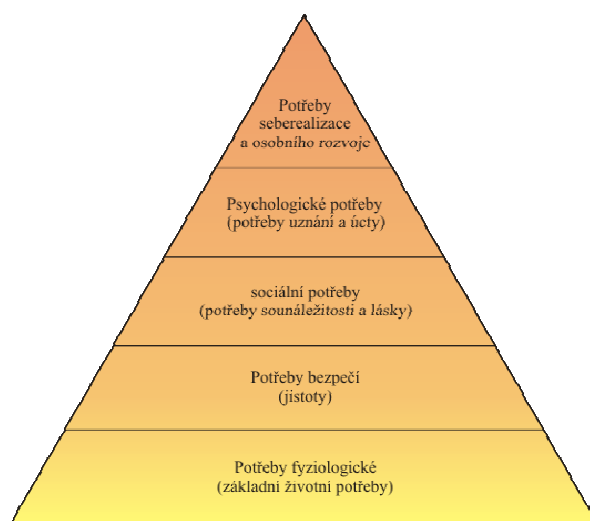 Potřeby
seberealizace
a osobního rozvoje
Psychologické potřeby
(potřeby uznání a úcty)
sociální potřeby
(potřeby sounáležitosti a lásky)
Potřeby bezpečí
(jistoty)
Potřeby fyziologické
(základní životní potřeby)